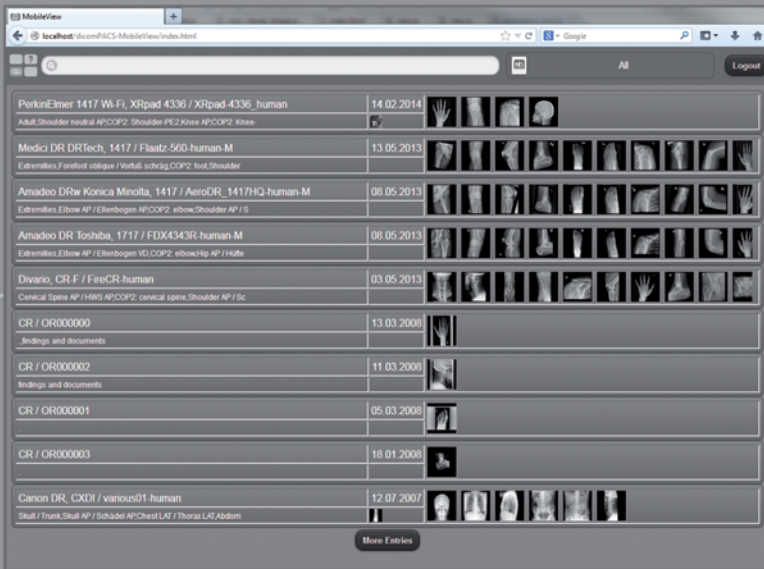 MobileView
localhost/dicomPACS-MobileView/index.html
Google
?
All
Logout
PerkinElmer 1417 Wi-Fi, XRpad 4336 / XRpad-4336_human
14.02.2014
Adult,Shoulder neutral AP,COP2: Shoulder-PE2,Knee AP,COP2: Knee-
Medici DR DRTech, 1417 / Flaatz-560-human-M
13.05.2013
Extremities,Forefoot oblique / Vorfuß schräg,COP2: foot,Shoulder
Amadeo DRw Konica Minolta, 1417 / AeroDR_1417HQ-human-M
08.05.2013
Extremities,Elbow AP / Ellenbogen AP,COP2: elbow,Shoulder AP / S
Amadeo DR Toshiba, 1717 / FDX4343R-human-M
08.05.2013
Extremities,Elbow AP / Ellenbogen VD,COP2: elbow,Hip AP / Hüfte
Divario, CR-F / FireCR-human
03.05.2013
Cervical Spine AP / HWS AP,COP2: cervical spine,Shoulder AP / Sc
CR / OR000000
13.03.2008
,findings and documents
CR / OR000002
11.03.2008
findings and documents
CR / OR000001
05.03.2008
CR / OR000003
18.01.2008
Canon DR, CXDI / various01-human
12.07.2007
Skull / Trunk,Skull AP / Schädel AP,Chest LAT / Thorax LAT,Abdom
More Entries